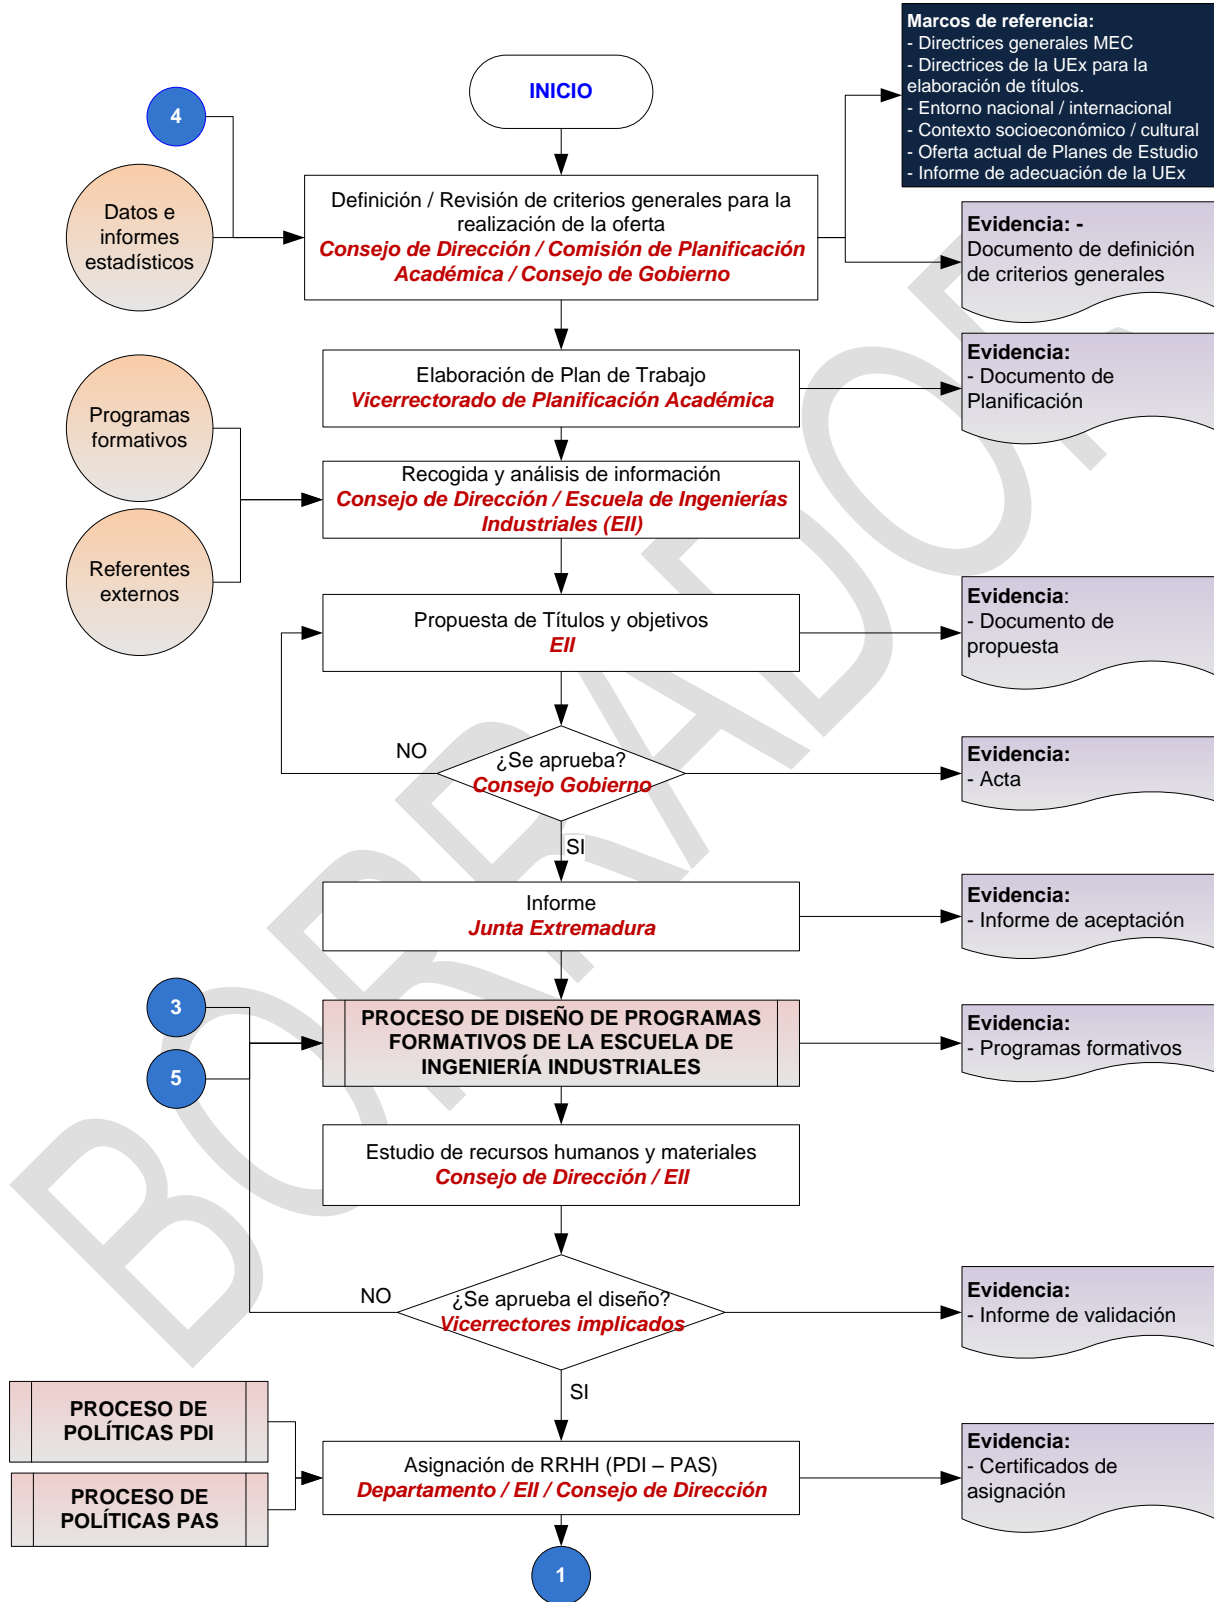 INICIO
Marcos de referencia:
- Directrices generales MEC
- Directrices de la UEx para la
elaboración de títulos.
- Entorno nacional / internacional
- Contexto socioeconómico / cultural
- Oferta actual de Planes de Estudio
- Informe de adecuación de la UEx
4
Datos e
informes
estadísticos
Definición / Revisión de criterios generales para la
realización de la oferta
Consejo de Dirección / Comisión de Planificación
Académica / Consejo de Gobierno
Evidencia: -
Documento de definición
de criterios generales
Elaboración de Plan de Trabajo
Vicerrectorado de Planificación Académica
Evidencia:
- Documento de
Planificación
Programas
formativos
Recogida y análisis de información
Consejo de Dirección / Escuela de Ingenierías
Industriales (EII)
Referentes
externos
Propuesta de Títulos y objetivos
EII
Evidencia:
- Documento de
propuesta
NO
¿Se aprueba?
Consejo Gobierno
Evidencia:
- Acta
SI
Informe
Junta Extremadura
Evidencia:
- Informe de aceptación
3
5
PROCESO DE DISEÑO DE PROGRAMAS
FORMATIVOS DE LA ESCUELA DE
INGENIERÍA INDUSTRIALES
Evidencia:
- Programas formativos
Estudio de recursos humanos y materiales
Consejo de Dirección / EII
NO
¿Se aprueba el diseño?
Vicerrectores implicados
Evidencia:
- Informe de validación
SI
PROCESO DE
POLÍTICAS PDI
PROCESO DE
POLÍTICAS PAS
Asignación de RRHH (PDI – PAS)
Departamento / EII / Consejo de Dirección
Evidencia:
- Certificados de
asignación
1
BORRADOR